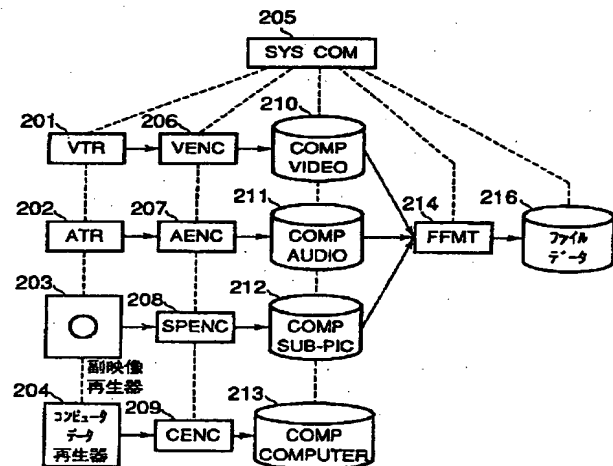 205
SYS COM
201
VTR
206
VENC
210
COMP
VIDEO
202
ATR
207
AENC
211
COMP
AUDIO
214
FFMT
216
ファイル
データ
203
副映像
再生器
208
SPENC
212
COMP
SUB-PIC
204
コンピュータ
データ
再生器
209
CENC
213
COMP
COMPUTER